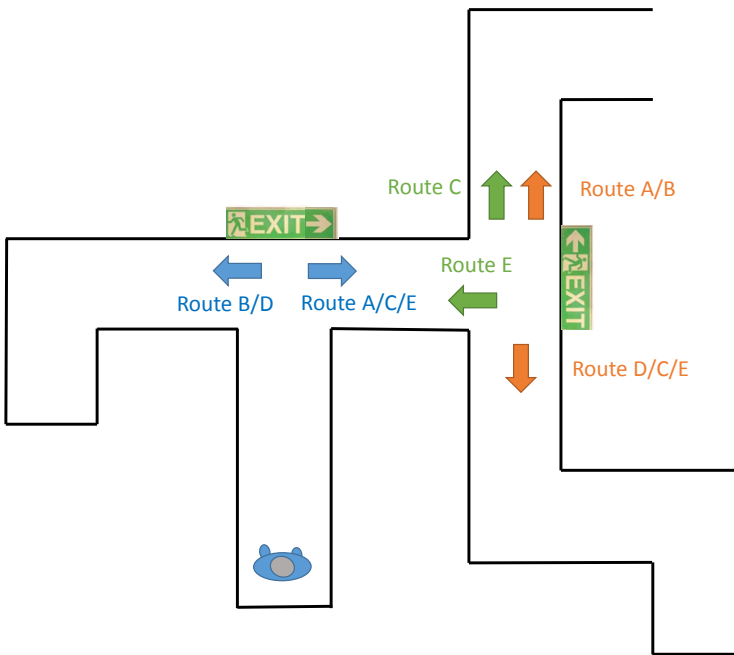 Route C
Route A/B
EXIT
Route E
EXIT
Route B/D
Route A/C/E
Route D/C/E